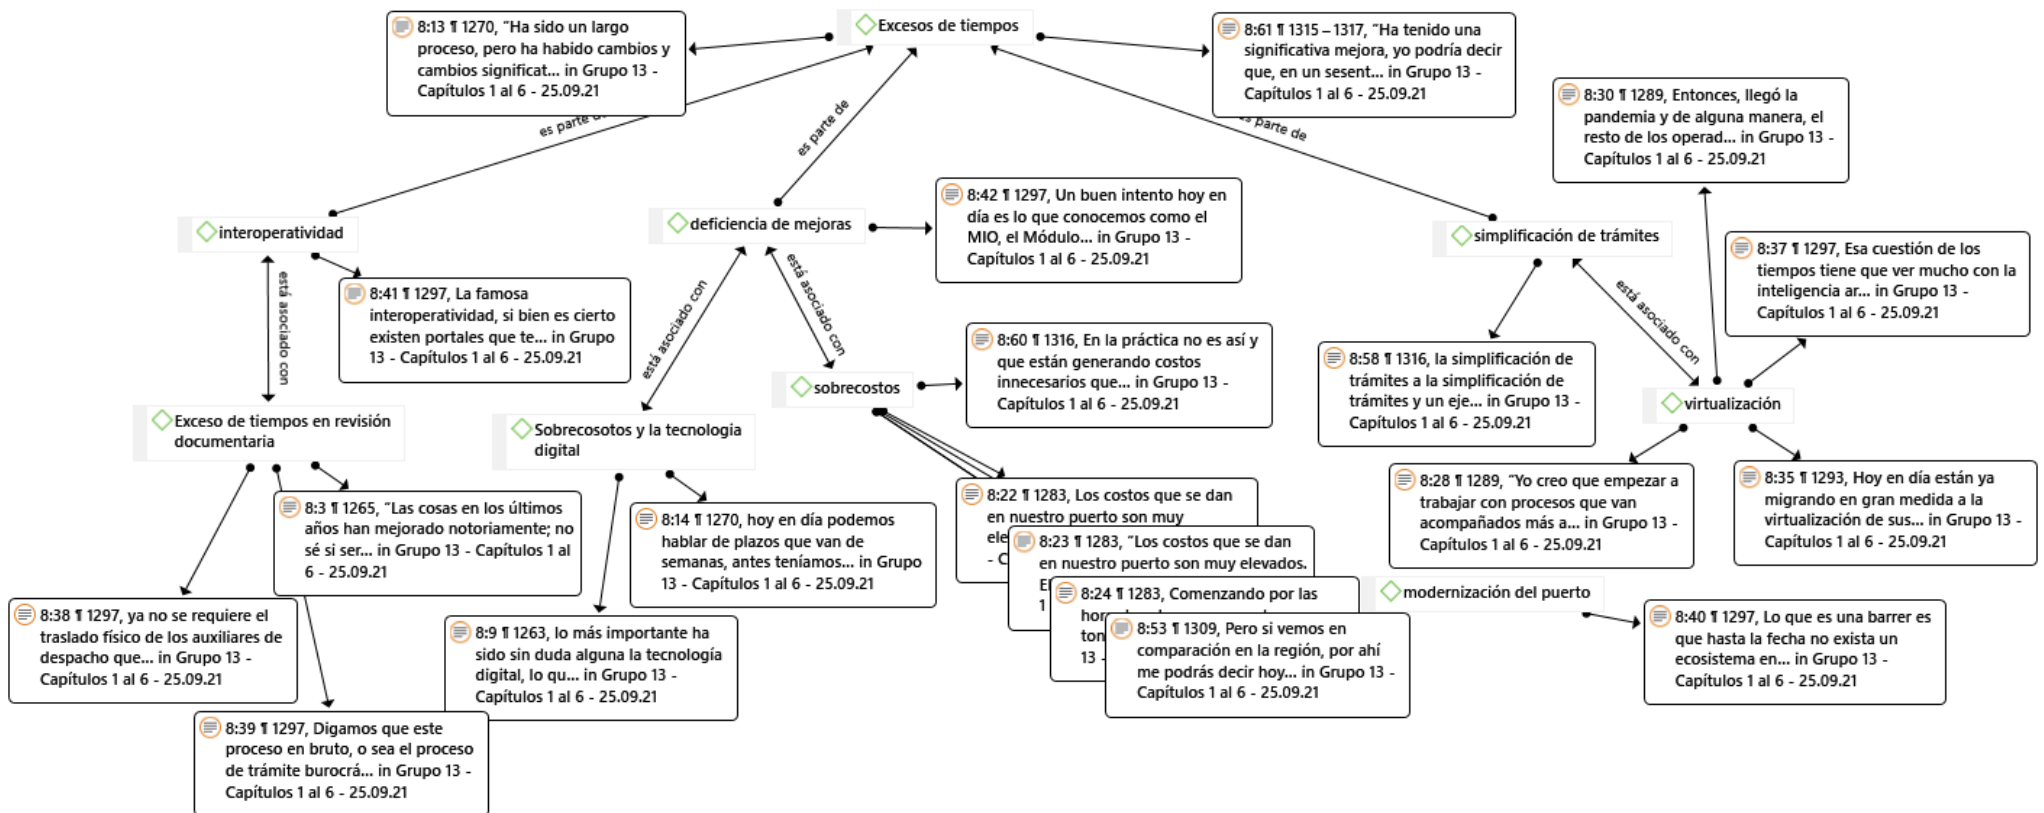 Excesos de tiempos
8:13 ¶ 1270, "Ha sido un largo
proceso, pero ha habido cambios y
cambios significat... in Grupo 13 -
Capítulos 1 al 6 - 25.09.21
8:61 ¶ 1315 – 1317, "Ha tenido una
significativa mejora, yo podría decir
que, en un sesent... in Grupo 13 -
Capítulos 1 al 6 - 25.09.21
8:30 ¶ 1289, Entonces, llegó la
pandemia y de alguna manera, el
resto de los operad... in Grupo 13 -
Capítulos 1 al 6 - 25.09.21
es parte
es parte de
es parte de
interoperatividad
deficiencia de mejoras
8:42 ¶ 1297, Un buen intento hoy en
día es lo que conocemos como el
MIO, el Módulo... in Grupo 13 -
Capítulos 1 al 6 - 25.09.21
simplificación de trámites
8:37 ¶ 1297, Esa cuestión de los
tiempos tiene que ver mucho con la
inteligencia ar... in Grupo 13 -
Capítulos 1 al 6 - 25.09.21
está asociado con
8:41 ¶ 1297, La famosa
interoperatividad, si bien es cierto
existen portales que te... in Grupo
13 - Capítulos 1 al 6 - 25.09.21
está asociado con
está asociado con
8:60 ¶ 1316, En la práctica no es así y
que están generando costos
innecesarios que... in Grupo 13 -
Capítulos 1 al 6 - 25.09.21
está asociado con
8:58 ¶ 1316, la simplificación de
trámites a la simplificación de
trámites y un eje... in Grupo 13 -
Capítulos 1 al 6 - 25.09.21
sobrecostos
virtualización
Exceso de tiempos en revisión
documentaria
Sobrecosotos y la tecnologia
digital
8:28 ¶ 1289, "Yo creo que empezar a
trabajar con procesos que van
acompañados más a... in Grupo 13 -
Capítulos 1 al 6 - 25.09.21
8:35 ¶ 1293, Hoy en día están ya
migrando en gran medida a la
virtualización de sus... in Grupo 13 -
Capítulos 1 al 6 - 25.09.21
8:3 ¶ 1265, "Las cosas en los últimos
años han mejorado notoriamente; no
sé si ser... in Grupo 13 - Capítulos 1 al
6 - 25.09.21
8:14 ¶ 1270, hoy en día podemos
hablar de plazos que van de
semanas, antes teníamos... in Grupo
13 - Capítulos 1 al 6 - 25.09.21
8:22 ¶ 1283, Los costos que se dan
en nuestro puerto son muy
8:23 ¶ 1283, "Los costos que se dan
en nuestro puerto son muy elevados.
8:24 ¶ 1283, Comenzando por las
13 -
8:53 ¶ 1309, Pero si vemos en
comparación en la región, por ahí
me podrás decir hoy... in Grupo 13 -
Capítulos 1 al 6 - 25.09.21
modernización del puerto
8:40 ¶ 1297, Lo que es una barrer es
que hasta la fecha no exista un
ecosistema en... in Grupo 13 -
Capítulos 1 al 6 - 25.09.21
8:38 ¶ 1297, ya no se requiere el
traslado físico de los auxiliares de
despacho que... in Grupo 13 -
Capítulos 1 al 6 - 25.09.21
8:9 ¶ 1263, lo más importante ha
sido sin duda alguna la tecnología
digital, lo qu... in Grupo 13 -
Capítulos 1 al 6 - 25.09.21
8:39 ¶ 1297, Digamos que este
proceso en bruto, o sea el proceso
de trámite burocrá... in Grupo 13 -
Capítulos 1 al 6 - 25.09.21